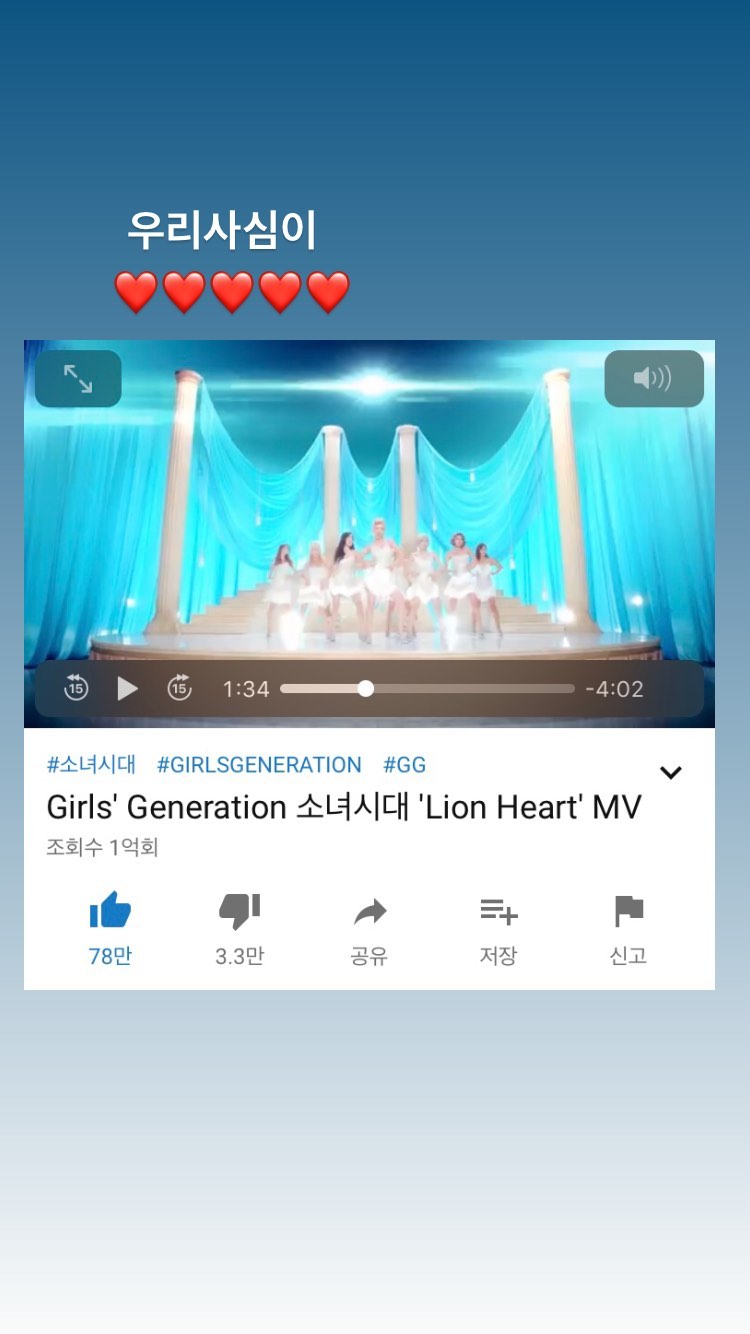 우리사심이
❤️❤️❤️❤️❤️
15 15 1:34 -4:02
#소녀시대 #GIRLSGENERATION #GG
Girls' Generation 소녀시대 'Lion Heart' MV
조회수 1억회
78만 3.3만 공유 저장 신고